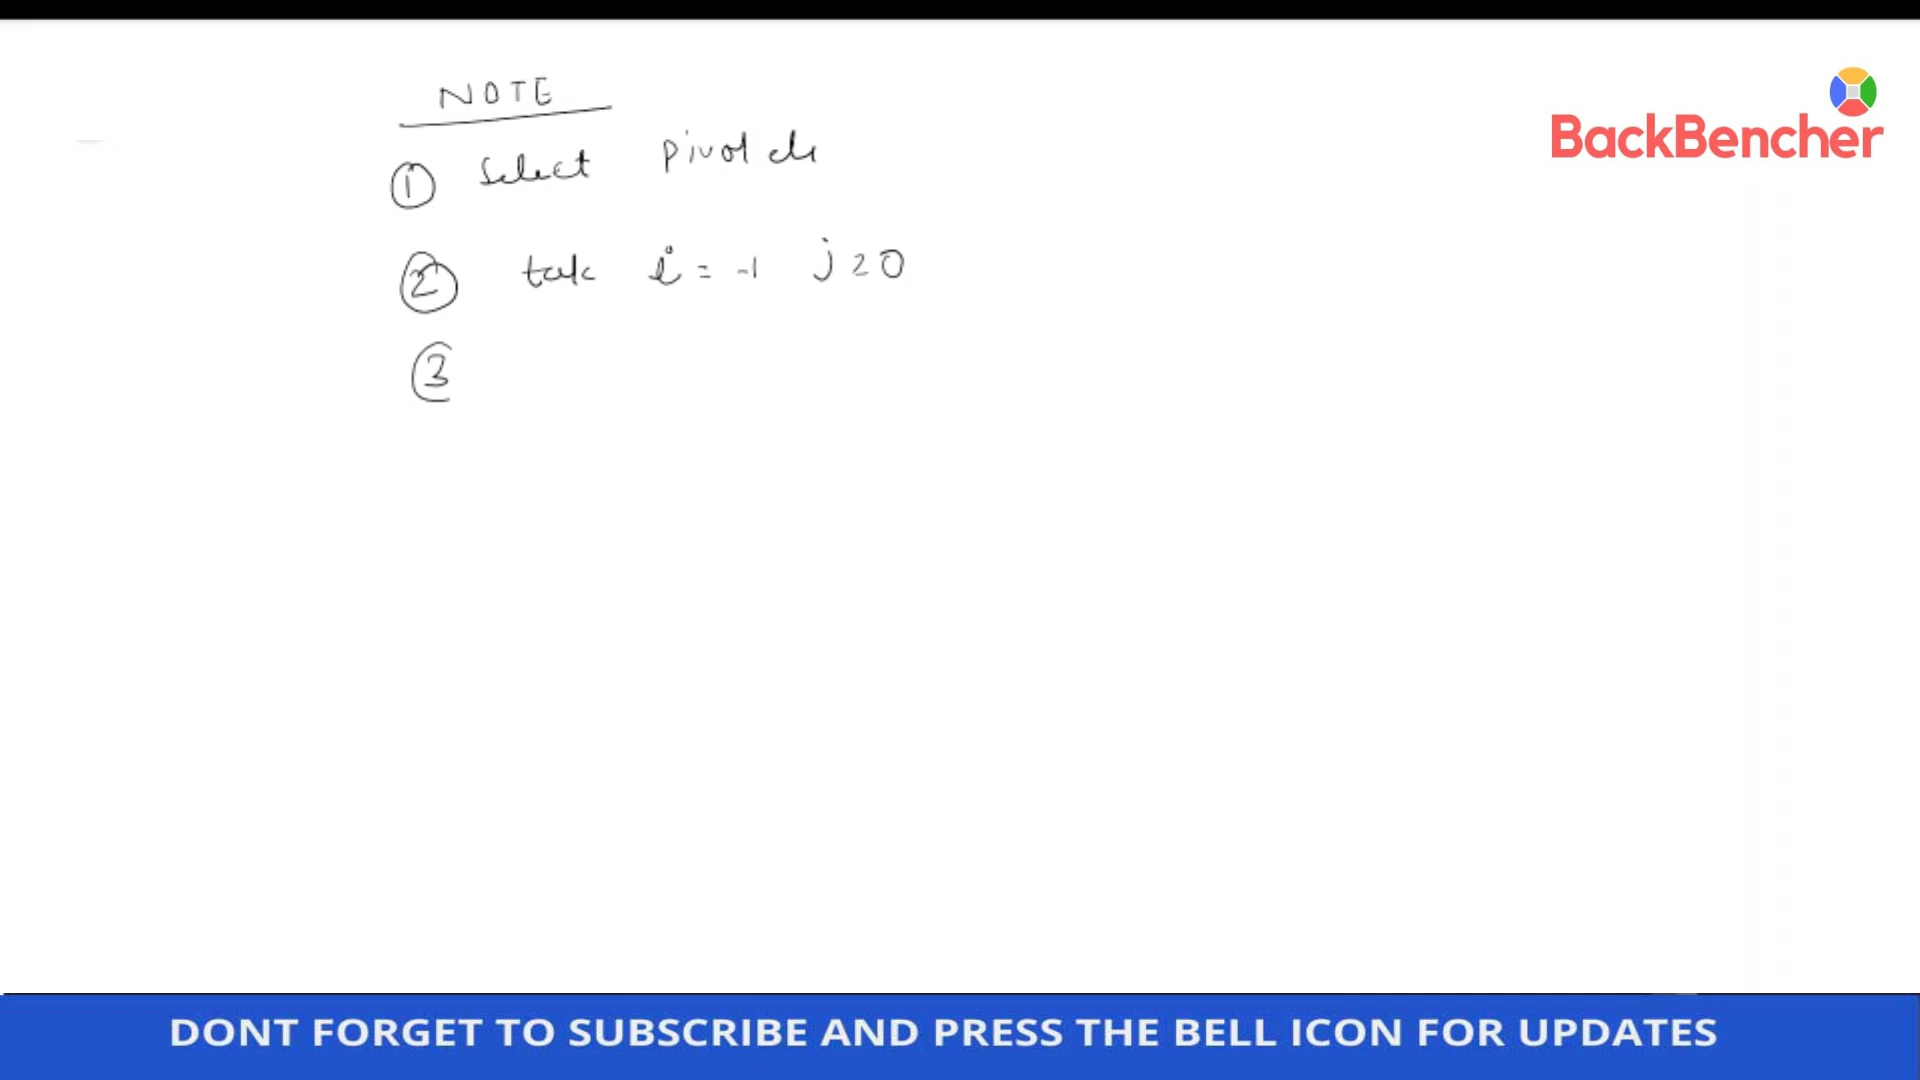 NOTE
BackBencher
① Select pivot ele
② take i = -1 j = 0
③
DONT FORGET TO SUBSCRIBE AND PRESS THE BELL ICON FOR UPDATES